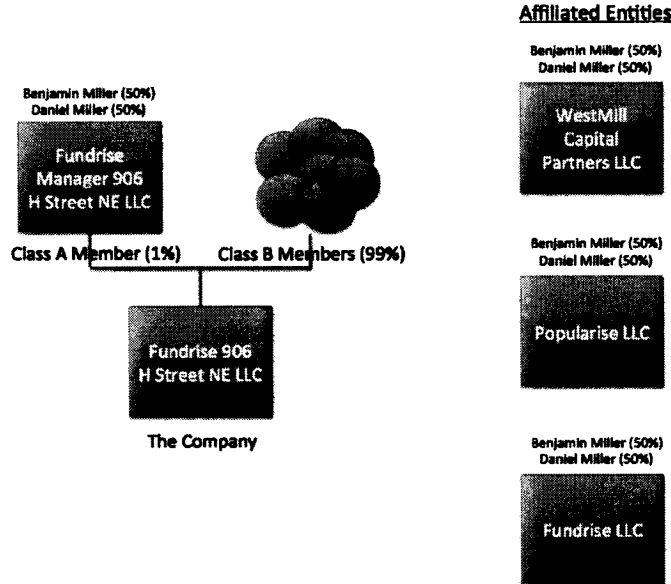 Affiliated Entities
Benjamin Miller (50%)
Daniel Miller (50%)
Fundrise
Manager 906
H Street NE LLC
Class A Member (1%)
Class B Members (99%)
Fundrise 906
H Street NE LLC
The Company
Benjamin Miller (50%)
Daniel Miller (50%)
WestMill
Capital
Partners LLC
Benjamin Miller (50%)
Daniel Miller (50%)
Popularise LLC
Benjamin Miller (50%)
Daniel Miller (50%)
Fundrise LLC